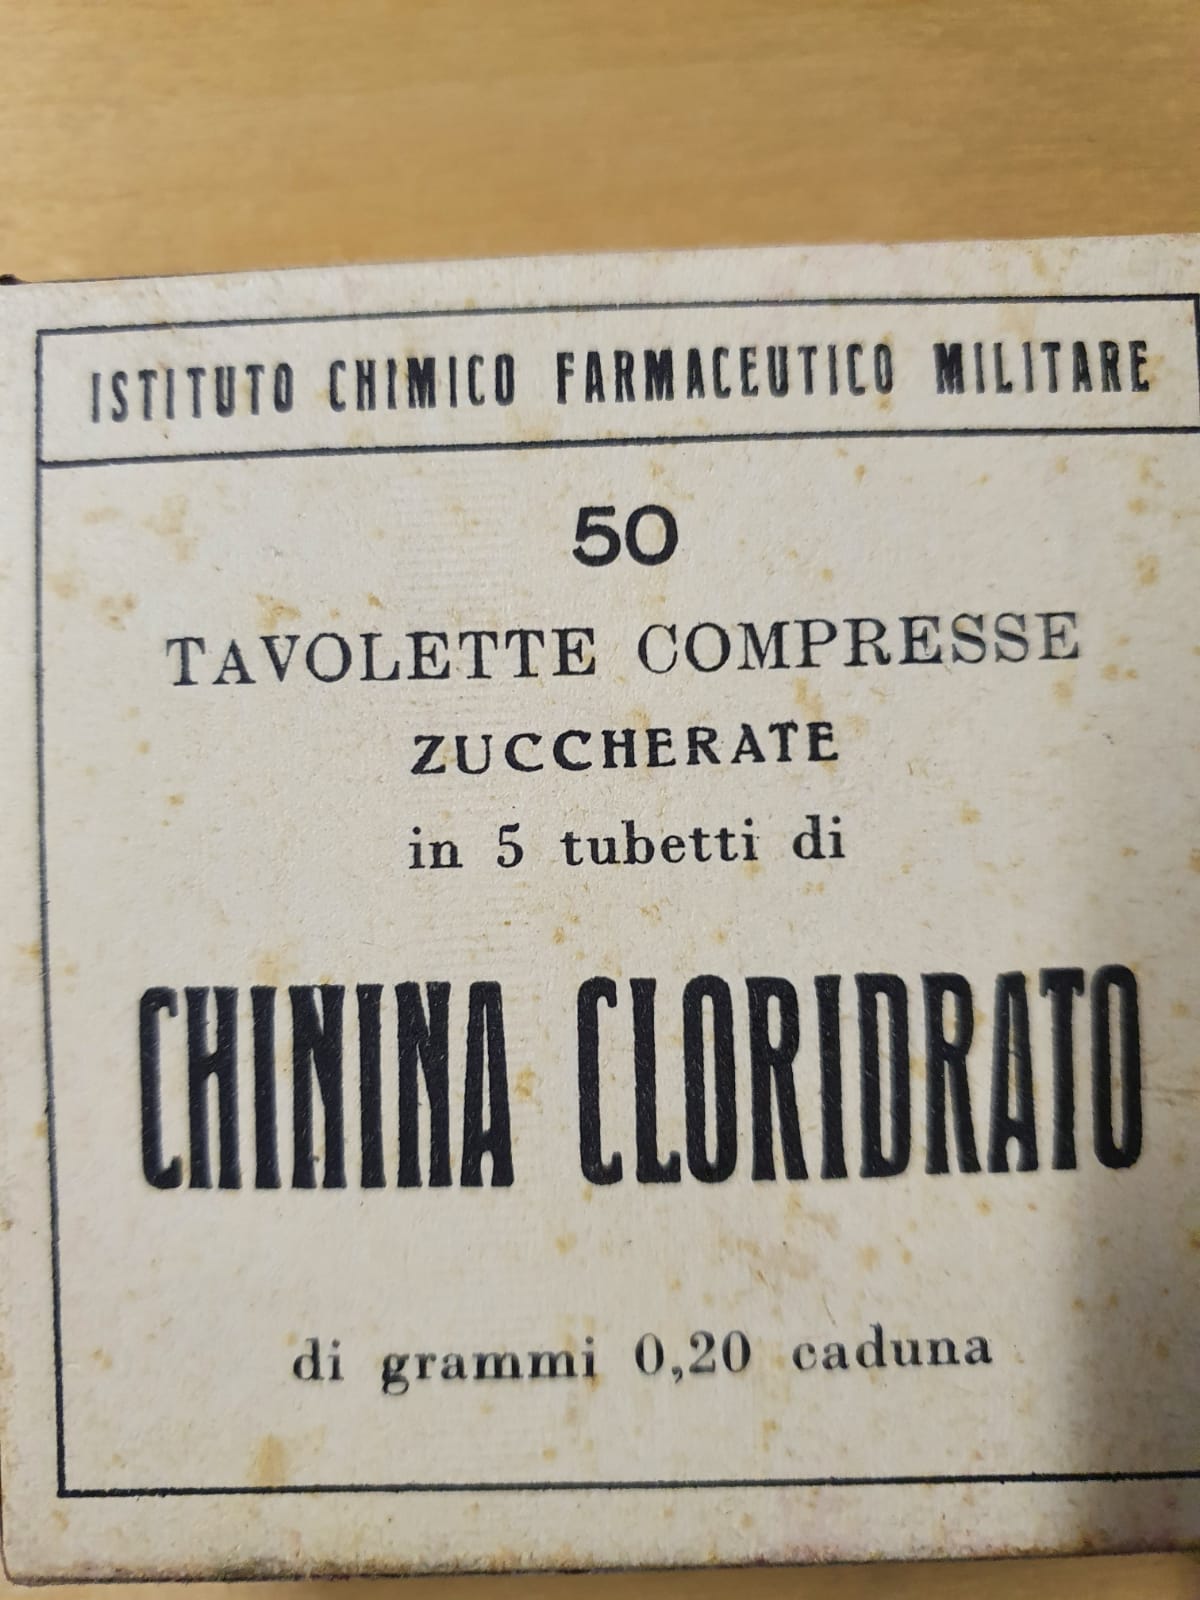 ISTITUTO CHIMICO FARMACEUTICO MILITARE
50
TAVOLETTE COMPRESSE
ZUCCHERATE
in 5 tubetti di
CHININA CLORIDRATO
di grammi 0,20 caduna